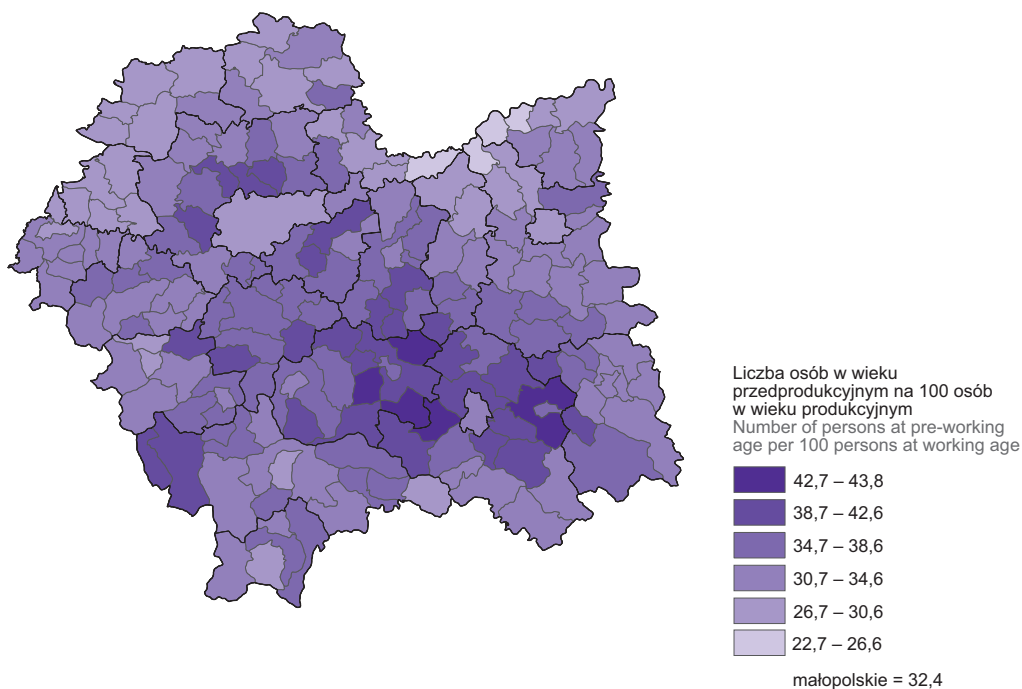 Liczba osób w wieku
przedprodukcyjnym na 100 osób
w wieku produkcyjnym
Number of persons at pre-working
age per 100 persons at working age
42,7 – 43,8
38,7 – 42,6
34,7 – 38,6
30,7 – 34,6
26,7 – 30,6
22,7 – 26,6
małopolskie = 32,4